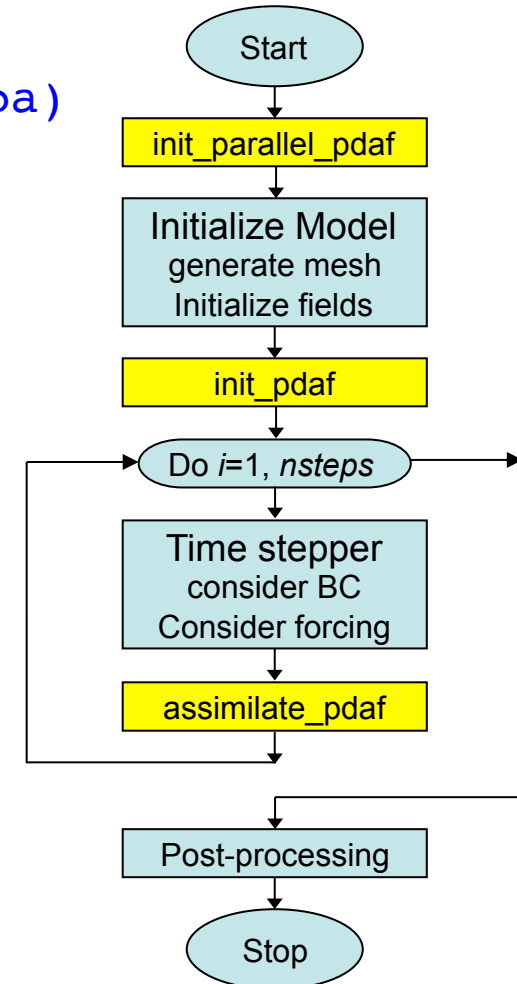 Start
pa)
init_parallel_pdaf
Initialize Model
generate mesh
Initialize fields
init_pdaf
Do i=1, nsteps
Time stepper
consider BC
Consider forcing
assimilate_pdaf
Post-processing
Stop